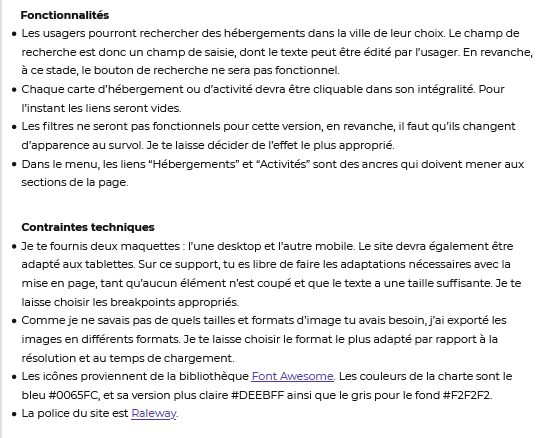 Fonctionnalités
• Les usagers pourront rechercher des hébergements dans la ville de leur choix. Le champ de
recherche est donc un champ de saisie, dont le texte peut être édité par l'usager. En revanche,
à ce stade, le bouton de recherche ne sera pas fonctionnel.
• Chaque carte d'hébergement ou d'activité devra être cliquable dans son intégralité. Pour
l'instant les liens seront vides.
• Les filtres ne seront pas fonctionnels pour cette version, en revanche, il faut qu'ils changent
d'apparence au survol. Je te laisse décider de l'effet le plus approprié.
• Dans le menu, les liens “Hébergements” et “Activités” sont des ancres qui doivent mener aux
sections de la page.
Contraintes techniques
• Je te fournis deux maquettes : l'une desktop et l'autre mobile. Le site devra également être
adapté aux tablettes. Sur ce support, tu es libre de faire les adaptations nécessaires avec la
mise en page, tant qu'aucun élément n'est coupé et que le texte a une taille suffisante. Je te
laisse choisir les breakpoints appropriés.
• Comme je ne savais pas de quels tailles et formats d'image tu avais besoin, j'ai exporté les
images en différents formats. Je te laisse choisir le format le plus adapté par rapport à la
résolution et au temps de chargement.
• Les icônes proviennent de la bibliothèque Font Awesome. Les couleurs de la charte sont le
bleu #0065FC, et sa version plus claire #DEEBFF ainsi que le gris pour le fond #F2F2F2.
• La police du site est Raleway.